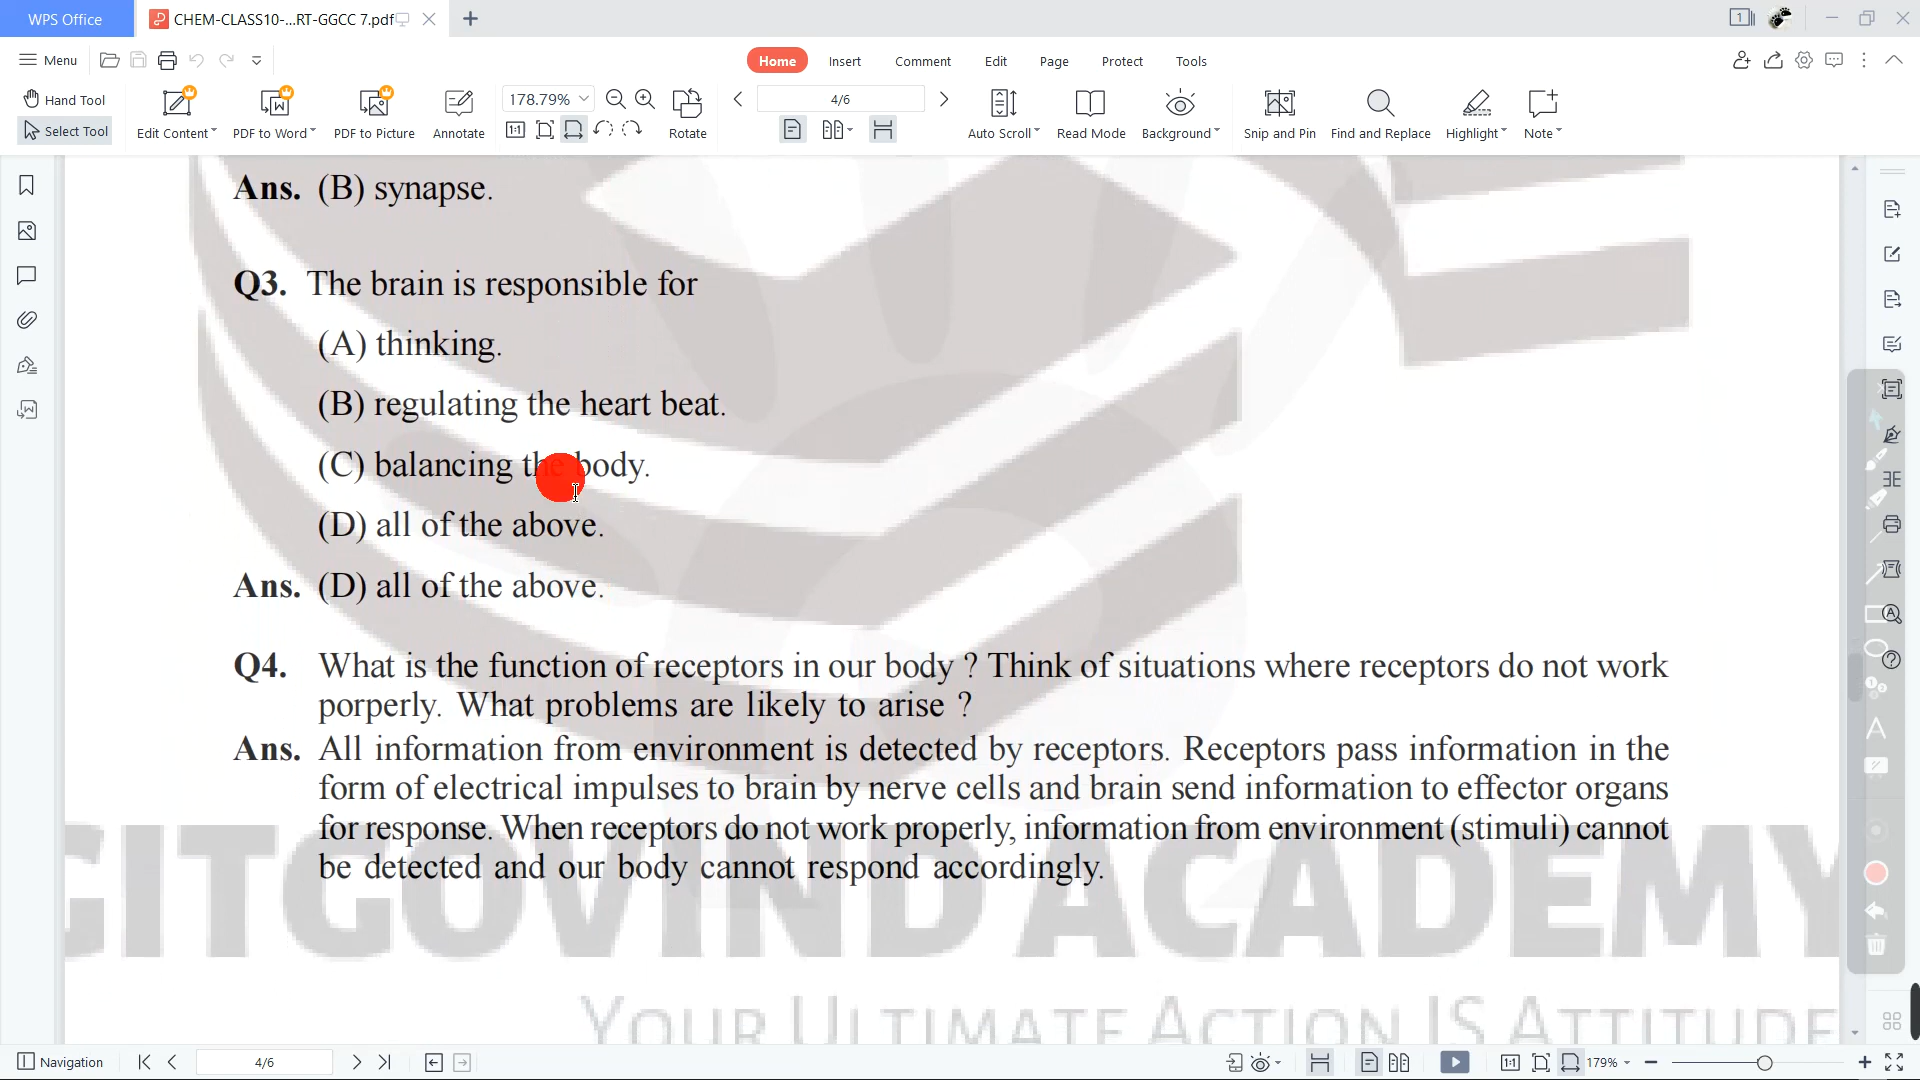 WPS Office
CHEM-CLASS10-...RT-GGCC 7.pdf
Menu
Home
Insert
Comment
Edit
Page
Protect
Tools
Hand Tool
Select Tool
Edit Content
PDF to Word
PDF to Picture
Annotate
178.79%
Rotate
4/6
Auto Scroll
Read Mode
Background
Snip and Pin
Find and Replace
Highlight
Note
Ans. (B) synapse.
Q3. The brain is responsible for
(A) thinking.
(B) regulating the heart beat.
(C) balancing the body.
(D) all of the above.
Ans. (D) all of the above.
Q4. What is the function of receptors in our body ? Think of situations where receptors do not work
porperly. What problems are likely to arise ?
Ans. All information from environment is detected by receptors. Receptors pass information in the
form of electrical impulses to brain by nerve cells and brain send information to effector organs
for response. When receptors do not work properly, information from environment (stimuli) cannot
be detected and our body cannot respond accordingly.
GITGOVIND ACADEMY
YOUR ULTIMATE ACTION IS ATTITUDE
Navigation
4/6
179%